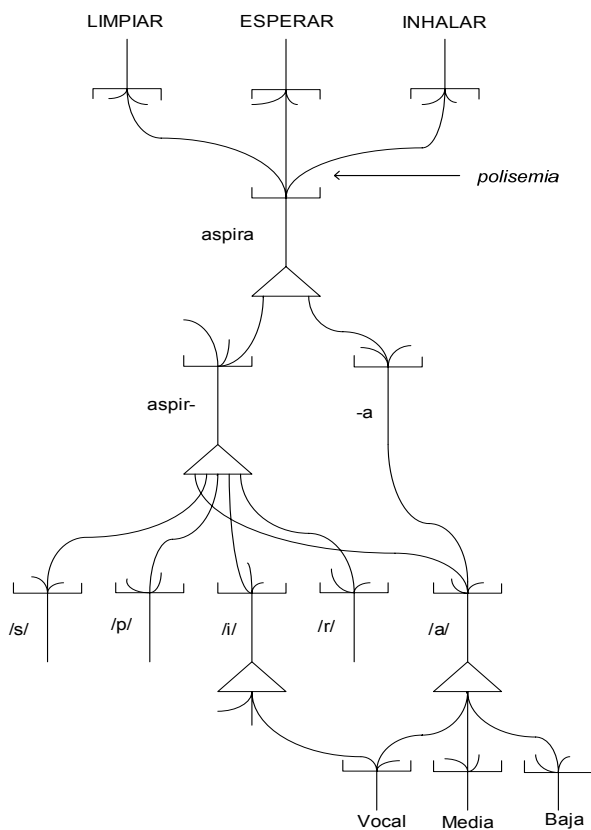 LIMPIAR ESPERAR INHALAR
polisemia
aspira
aspir- -a
/s/ /p/ /i/ /r/ /a/
Vocal Media Baja